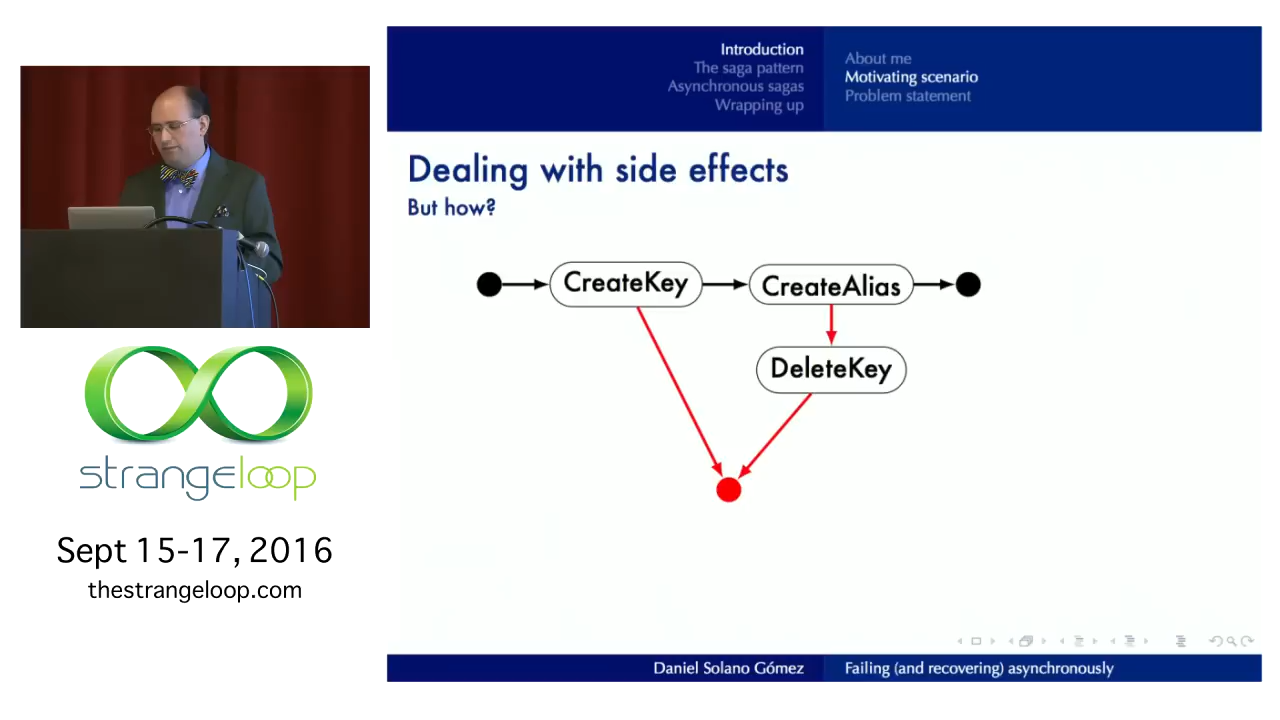 Introduction
The saga pattern
Asynchronous sagas
Wrapping up
About me
Motivating scenario
Problem statement
Dealing with side effects
But how?
CreateKey
CreateAlias
DeleteKey
strangeloop
Sept 15-17, 2016
thestrangeloop.com
Daniel Solano Gómez
Failing (and recovering) asynchronously